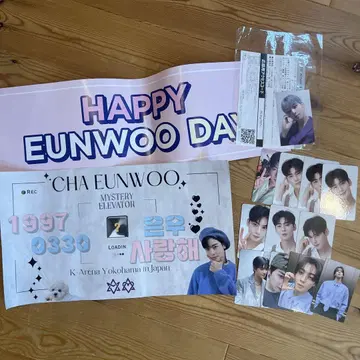 HAPPY
EUNWOO DAY
REC
CHA EUNWOO
MYSTERY
ELEVATOR
1997
0330
은우
사랑해
LOADIN
K-Arena Yokohama in Japan